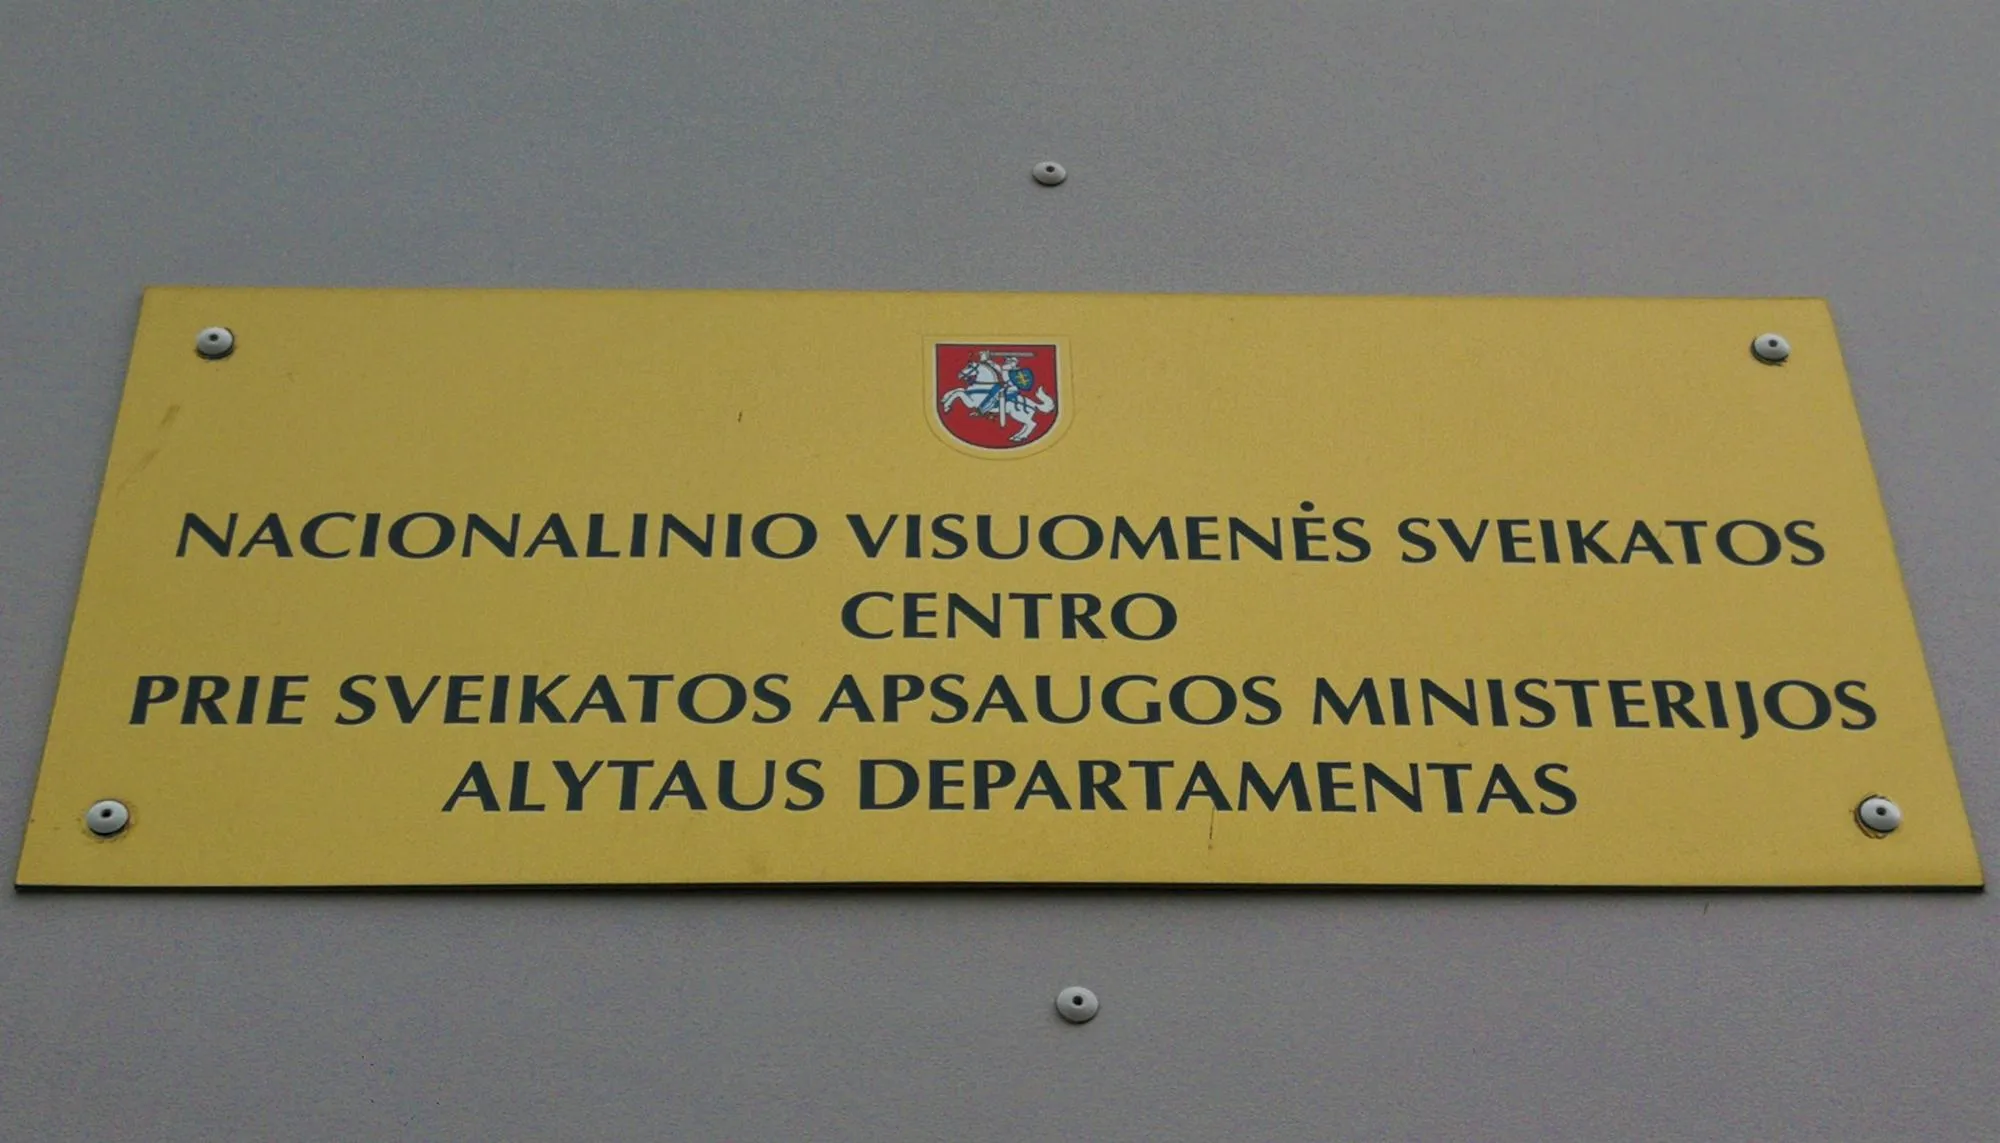 NACIONALINIO VISUOMENĖS SVEIKATOS
CENTRO
PRIE SVEIKATOS APSAUGOS MINISTERIJOS
ALYTAUS DEPARTAMENTAS